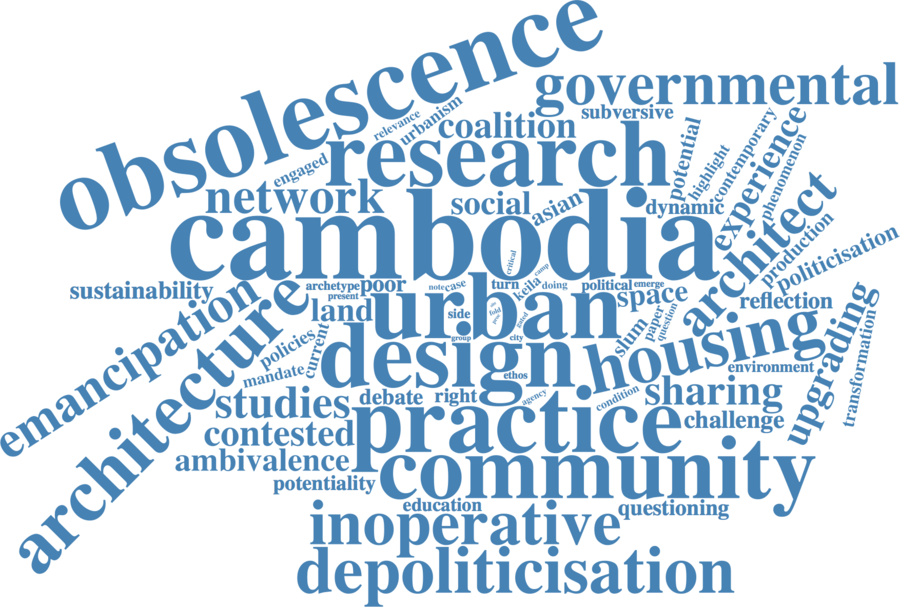 obsolescence
governmental
subversive
relevance
urbanism
coalition
research
engaged
potential
highlight
contemporary
experience
phenomenon
network
social
asian
dynamic
architect
production
politicisation
cambodia
critical
camp
sustainability
archetype
poor
present
note
case
turn
keila
doing
political
emerge
space
reflection
emancipation
architecture
land
urban
side
fold
gated
group
city
slum
paper
question
upgrading
transformation
policies
current
mandate
design
ethos
housing
environment
studies
debate
right
agency
condition
sharing
contested
practice
challenge
ambivalence
community
potentiality
education
questioning
inoperative
depoliticisation